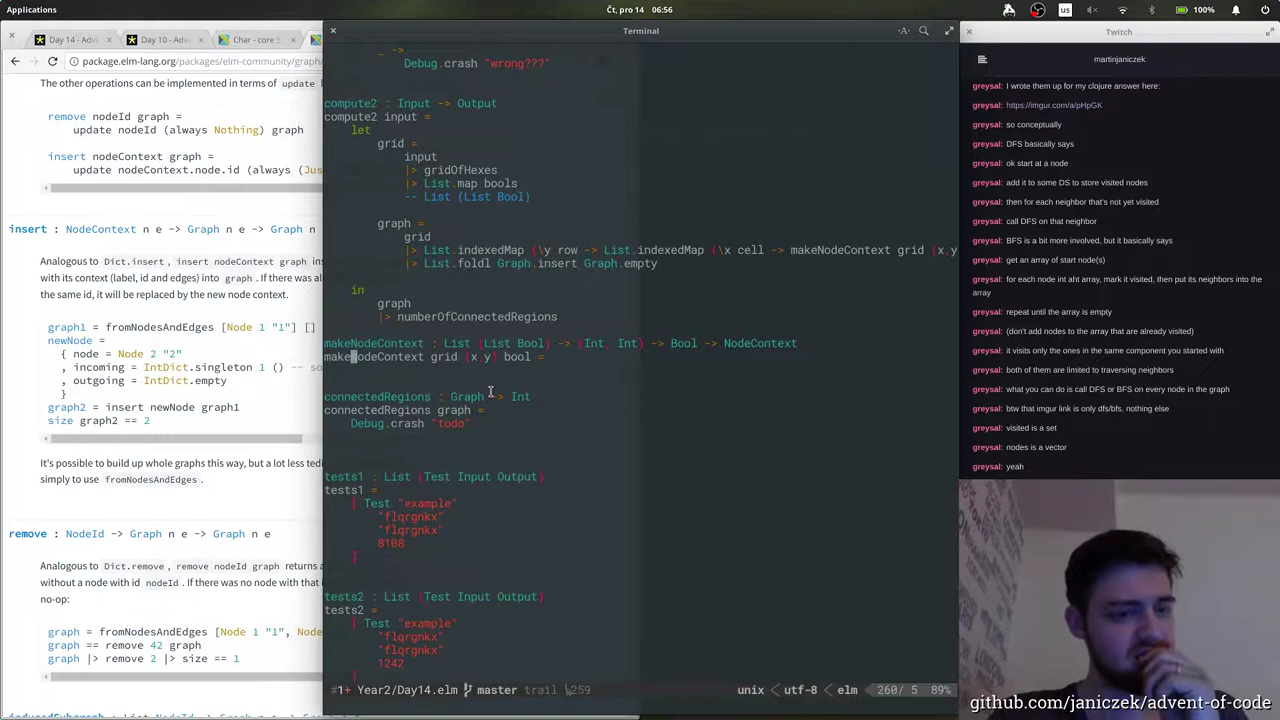 Applications
Čt, pro 14 06:56
us
100%
Day 14 - Adve
Day 10 - Adv
Char - core 5
package.elm-lang.org/packages/elm-community/graph/
The other operations can be implemented in terms of update l
remove nodeId graph =
update nodeId (always Nothing) graph
insert nodeContext graph =
update nodeContext.node.id (always (Jus
insert : NodeContext n e -> Graph n e -> Graph n
Analogous to Dict.insert , insert nodeContext graph ins
with its context (label, id and edges) into graph . If there was al
the same id, it will be replaced by the new node context.
graph1 = fromNodesAndEdges [Node 1 "1"] []
newNode =
{ node = Node 2 "2"
, incoming = IntDict.singleton 1 () -- so
, outgoing = IntDict.empty
}
graph2 = insert newNode graph1
size graph2 == 2
It's possible to build up whole graphs this way, but a lot less tedi
simply to use fromNodesAndEdges .
remove : NodeId -> Graph n e -> Graph n e
Analogous to Dict.remove , remove nodeId graph returns a
without a node with id nodeId . If there was no node with that i
no-op:
graph = fromNodesAndEdges [Node 1 "1", Node
graph == remove 42 graph
graph |> remove 2 |> size == 1
Terminal
_ ->
Debug.crash "wrong???"
compute2 : Input -> Output
compute2 input =
let
grid =
input
|> gridOfHexes
|> List.map bools
-- List (List Bool)
graph =
grid
|> List.indexedMap (\y row -> List.indexedMap (\x cell -> makeNodeContext grid (x,y
|> List.foldl Graph.insert Graph.empty
in
graph
|> numberOfConnectedRegions
makeNodeContext : List (List Bool) -> (Int, Int) -> Bool -> NodeContext
makeNodeContext grid (x,y) bool =
connectedRegions : Graph -> Int
connectedRegions graph =
Debug.crash "todo"
tests1 : List (Test Input Output)
tests1 =
[ Test "example"
"flqrgnkx"
"flqrgnkx"
8108
]
tests2 : List (Test Input Output)
tests2 =
[ Test "example"
"flqrgnkx"
"flqrgnkx"
1242
]
#1+ Year2/Day14.elm master trail 259
unix < utf-8 < elm 260/ 5 89%
Twitch
martinjaniczek
greysal: I wrote them up for my clojure answer here:
greysal: https://imgur.com/a/pHpGK
greysal: so conceptually
greysal: DFS basically says
greysal: ok start at a node
greysal: add it to some DS to store visited nodes
greysal: then for each neighbor that's not yet visited
greysal: call DFS on that neighbor
greysal: BFS is a bit more involved, but it basically says
greysal: get an array of start node(s)
greysal: for each node int aht array, mark it visited, then put its neighbors into the
array
greysal: repeat until the array is empty
greysal: (don't add nodes to the array that are already visited)
greysal: it visits only the ones in the same component you started with
greysal: both of them are limited to traversing neighbors
greysal: what you can do is call DFS or BFS on every node in the graph
greysal: btw that imgur link is only dfs/bfs, nothing else
greysal: visited is a set
greysal: nodes is a vector
greysal: yeah
github.com/janiczek/advent-of-code